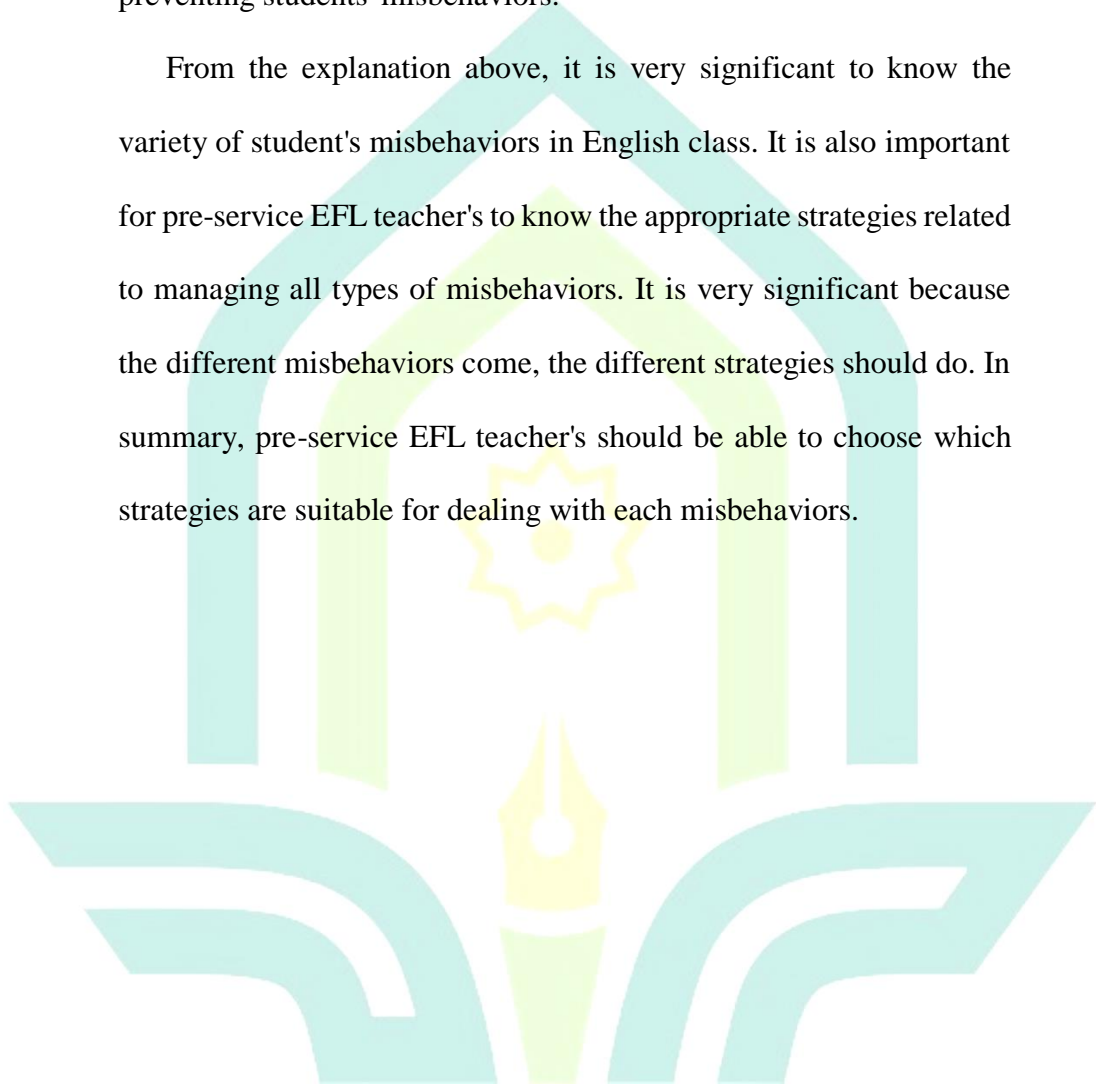 preventing students' misbehaviors.
From the explanation above, it is very significant to know the
variety of student's misbehaviors in English class. It is also important
for pre-service EFL teacher's to know the appropriate strategies related
to managing all types of misbehaviors. It is very significant because
the different misbehaviors come, the different strategies should do. In
summary, pre-service EFL teacher's should be able to choose which
strategies are suitable for dealing with each misbehaviors.